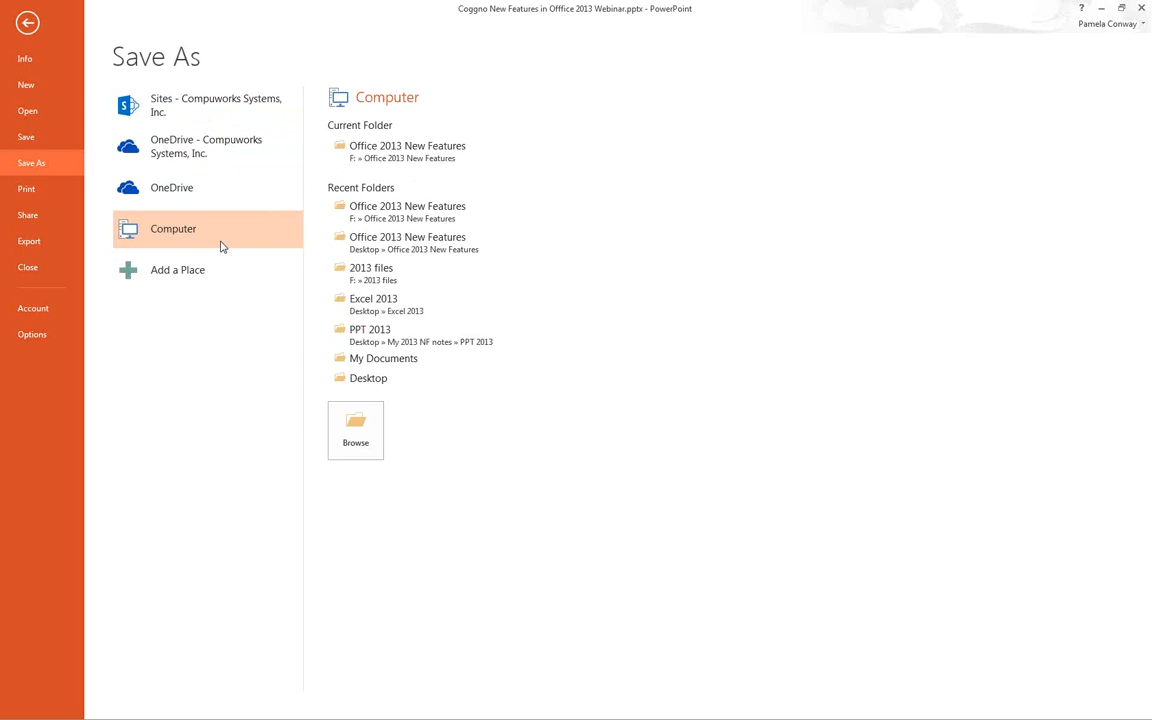 Coggno New Features in Office 2013 Webinar.pptx - PowerPoint
?
Pamela Conway
Info
New
Open
Save
Save As
Print
Share
Export
Close
Account
Options
Save As
S
Sites - Compuworks Systems,
Inc.
OneDrive - Compuworks
Systems, Inc.
OneDrive
Computer
Add a Place
Computer
Current Folder
Office 2013 New Features
F: » Office 2013 New Features
Recent Folders
Office 2013 New Features
F: » Office 2013 New Features
Office 2013 New Features
Desktop » Office 2013 New Features
2013 files
F: » 2013 files
Excel 2013
Desktop » Excel 2013
PPT 2013
Desktop » My 2013 NF notes » PPT 2013
My Documents
Desktop
Browse